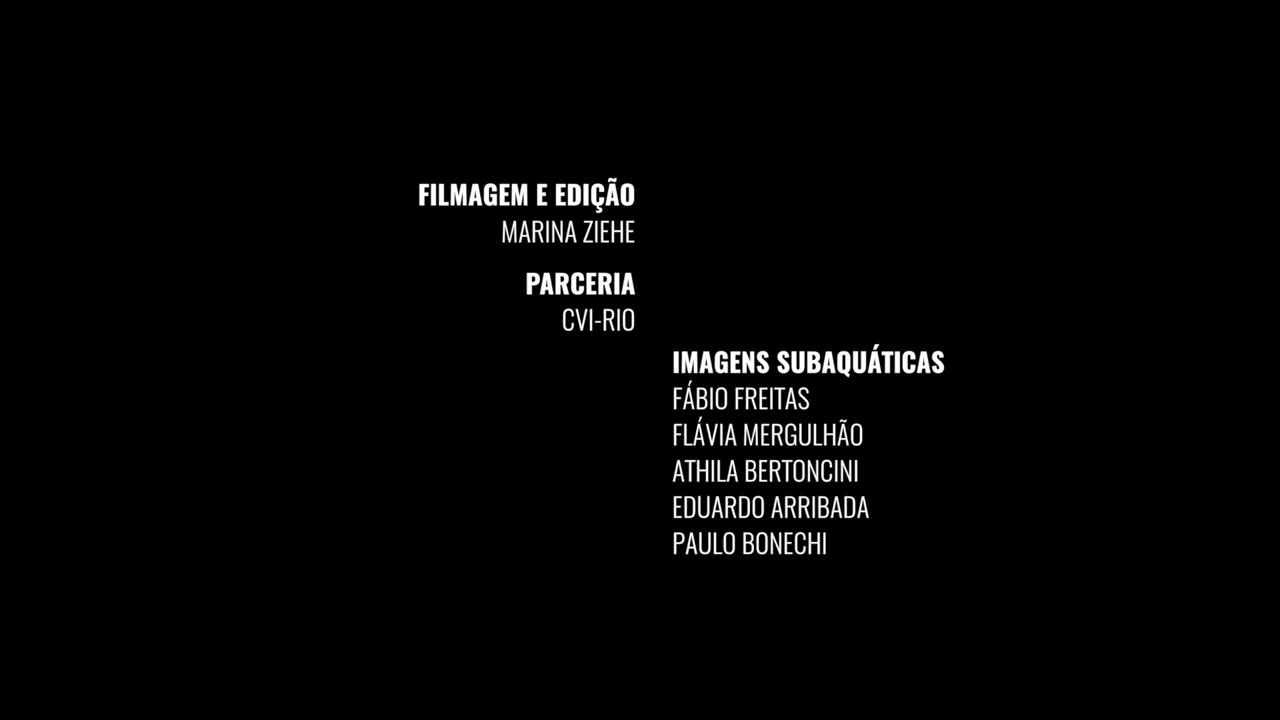 FILMAGEM E EDIÇÃO
MARINA ZIEHE
PARCERIA
CVI-RIO
IMAGENS SUBAQUÁTICAS
FÁBIO FREITAS
FLÁVIA MERGULHÃO
ATHILA BERTONCINI
EDUARDO ARRIBADA
PAULO BONECHI